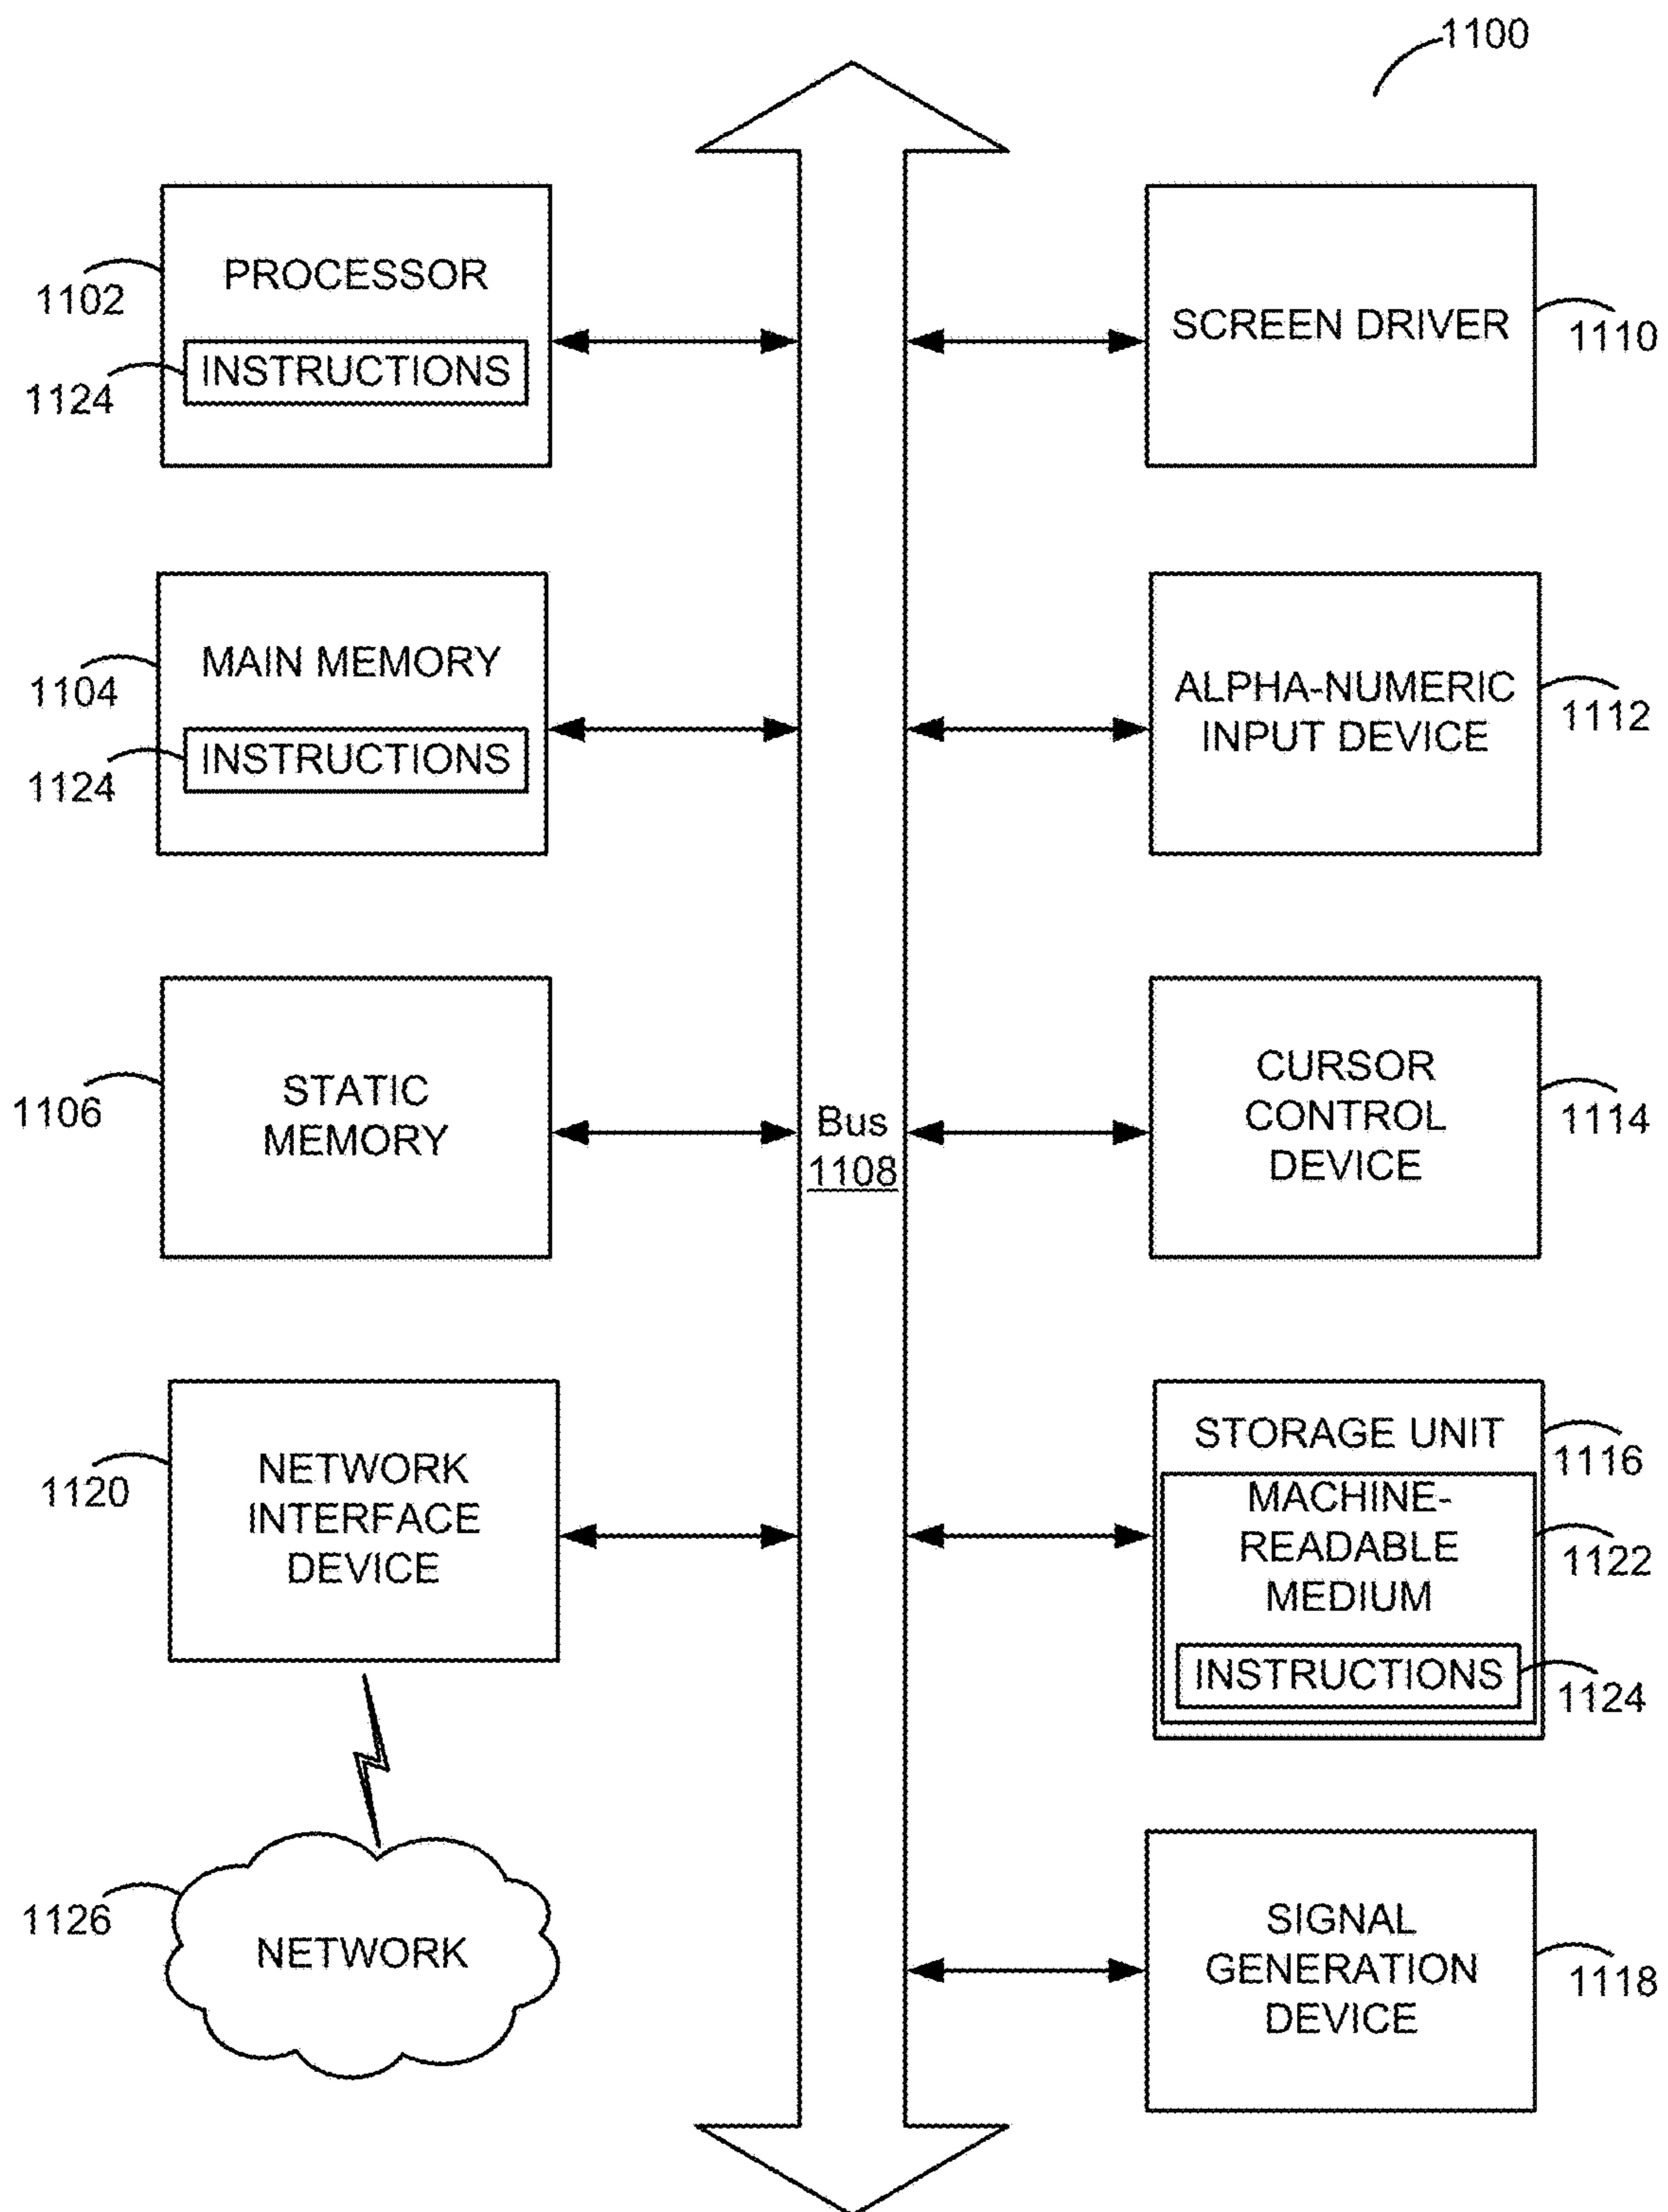 1100
PROCESSOR
1102
INSTRUCTIONS
1124
MAIN MEMORY
1104
INSTRUCTIONS
1124
STATIC
MEMORY
1106
NETWORK
INTERFACE
DEVICE
1120
NETWORK
1126
Bus
1108
SCREEN DRIVER
1110
ALPHA-NUMERIC
INPUT DEVICE
1112
CURSOR
CONTROL
DEVICE
1114
STORAGE UNIT
1116
MACHINE-
READABLE
MEDIUM
1122
INSTRUCTIONS
1124
SIGNAL
GENERATION
DEVICE
1118